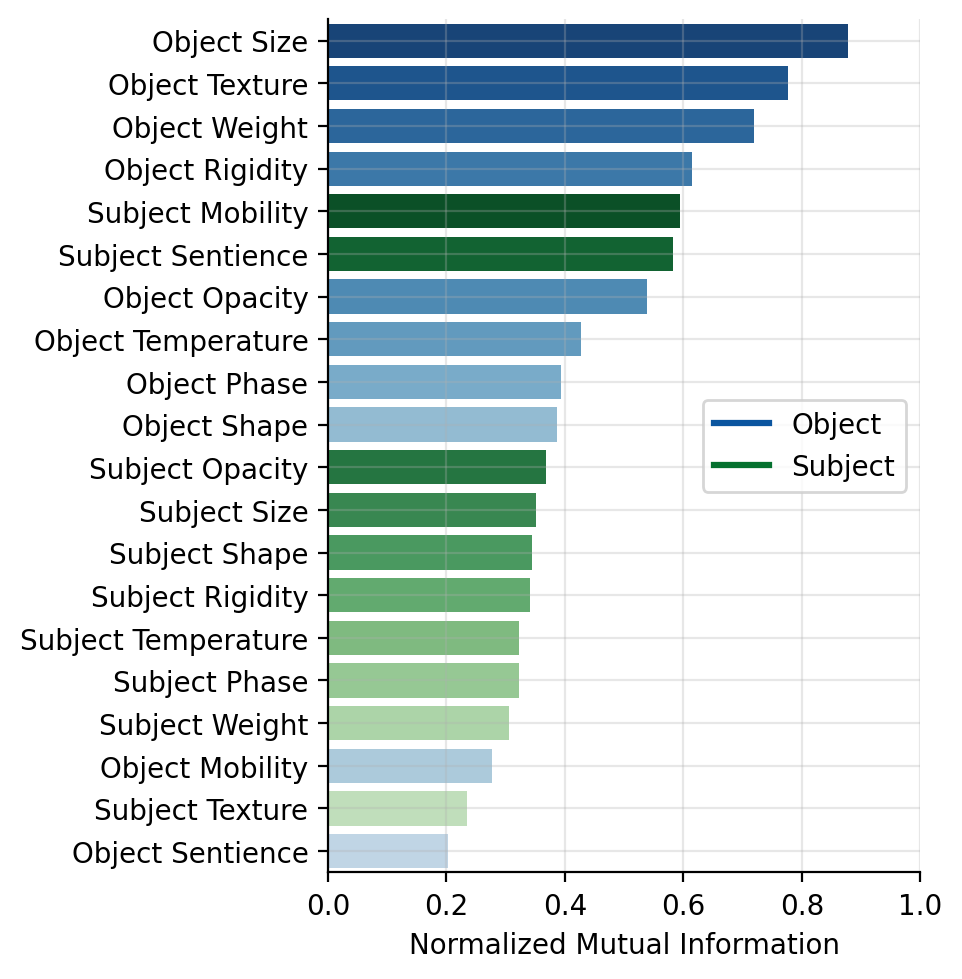 Object Size
Object Texture
Object Weight
Object Rigidity
Subject Mobility
Subject Sentience
Object Opacity
Object Temperature
Object Phase
Object Shape
Subject Opacity
Subject Size
Subject Shape
Subject Rigidity
Subject Temperature
Subject Phase
Subject Weight
Object Mobility
Subject Texture
Object Sentience
Object
Subject
0.0 0.2 0.4 0.6 0.8 1.0
Normalized Mutual Information